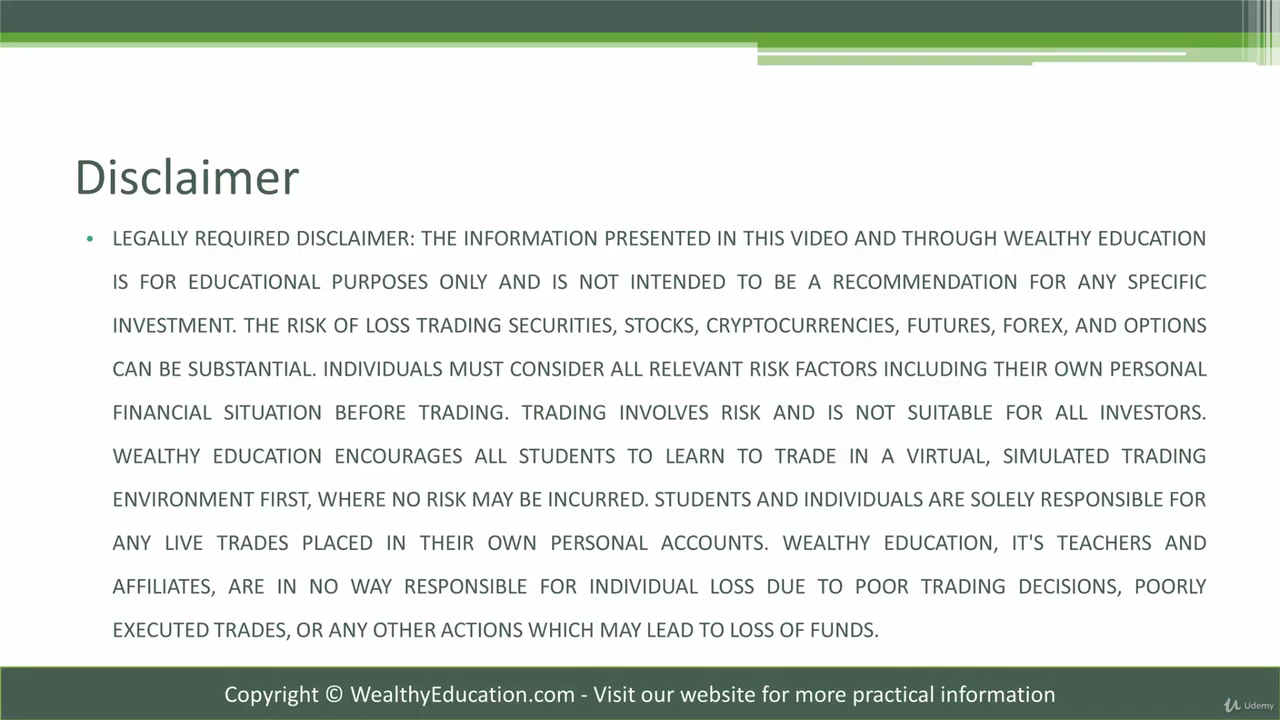 Disclaimer
• LEGALLY REQUIRED DISCLAIMER: THE INFORMATION PRESENTED IN THIS VIDEO AND THROUGH WEALTHY EDUCATION
IS FOR EDUCATIONAL PURPOSES ONLY AND IS NOT INTENDED TO BE A RECOMMENDATION FOR ANY SPECIFIC
INVESTMENT. THE RISK OF LOSS TRADING SECURITIES, STOCKS, CRYPTOCURRENCIES, FUTURES, FOREX, AND OPTIONS
CAN BE SUBSTANTIAL. INDIVIDUALS MUST CONSIDER ALL RELEVANT RISK FACTORS INCLUDING THEIR OWN PERSONAL
FINANCIAL SITUATION BEFORE TRADING. TRADING INVOLVES RISK AND IS NOT SUITABLE FOR ALL INVESTORS.
WEALTHY EDUCATION ENCOURAGES ALL STUDENTS TO LEARN TO TRADE IN A VIRTUAL, SIMULATED TRADING
ENVIRONMENT FIRST, WHERE NO RISK MAY BE INCURRED. STUDENTS AND INDIVIDUALS ARE SOLELY RESPONSIBLE FOR
ANY LIVE TRADES PLACED IN THEIR OWN PERSONAL ACCOUNTS. WEALTHY EDUCATION, IT'S TEACHERS AND
AFFILIATES, ARE IN NO WAY RESPONSIBLE FOR INDIVIDUAL LOSS DUE TO POOR TRADING DECISIONS, POORLY
EXECUTED TRADES, OR ANY OTHER ACTIONS WHICH MAY LEAD TO LOSS OF FUNDS.
Copyright © WealthyEducation.com - Visit our website for more practical information
Udemy